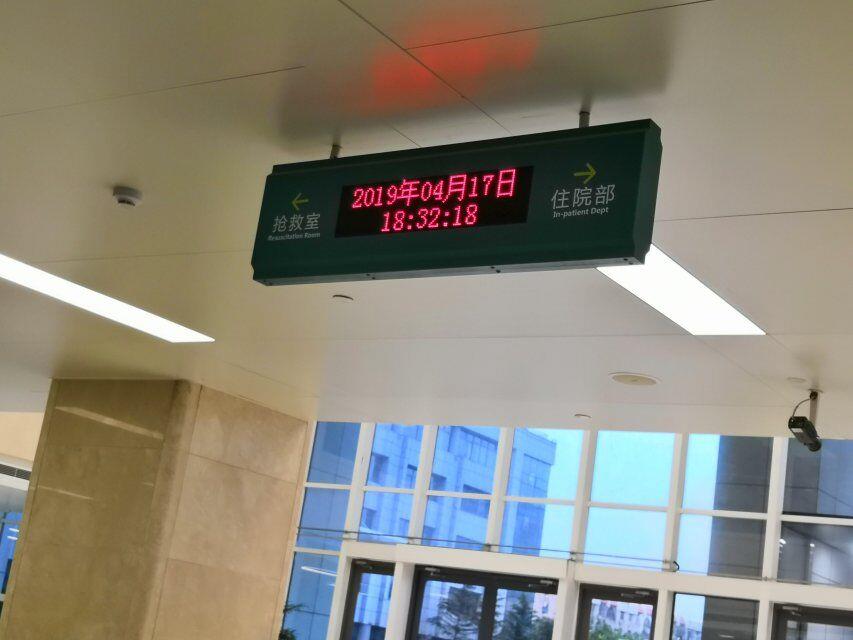 抢救室
Resuscitation Room
2019年04月17日
18:32:18
住院部
In-patient Dept